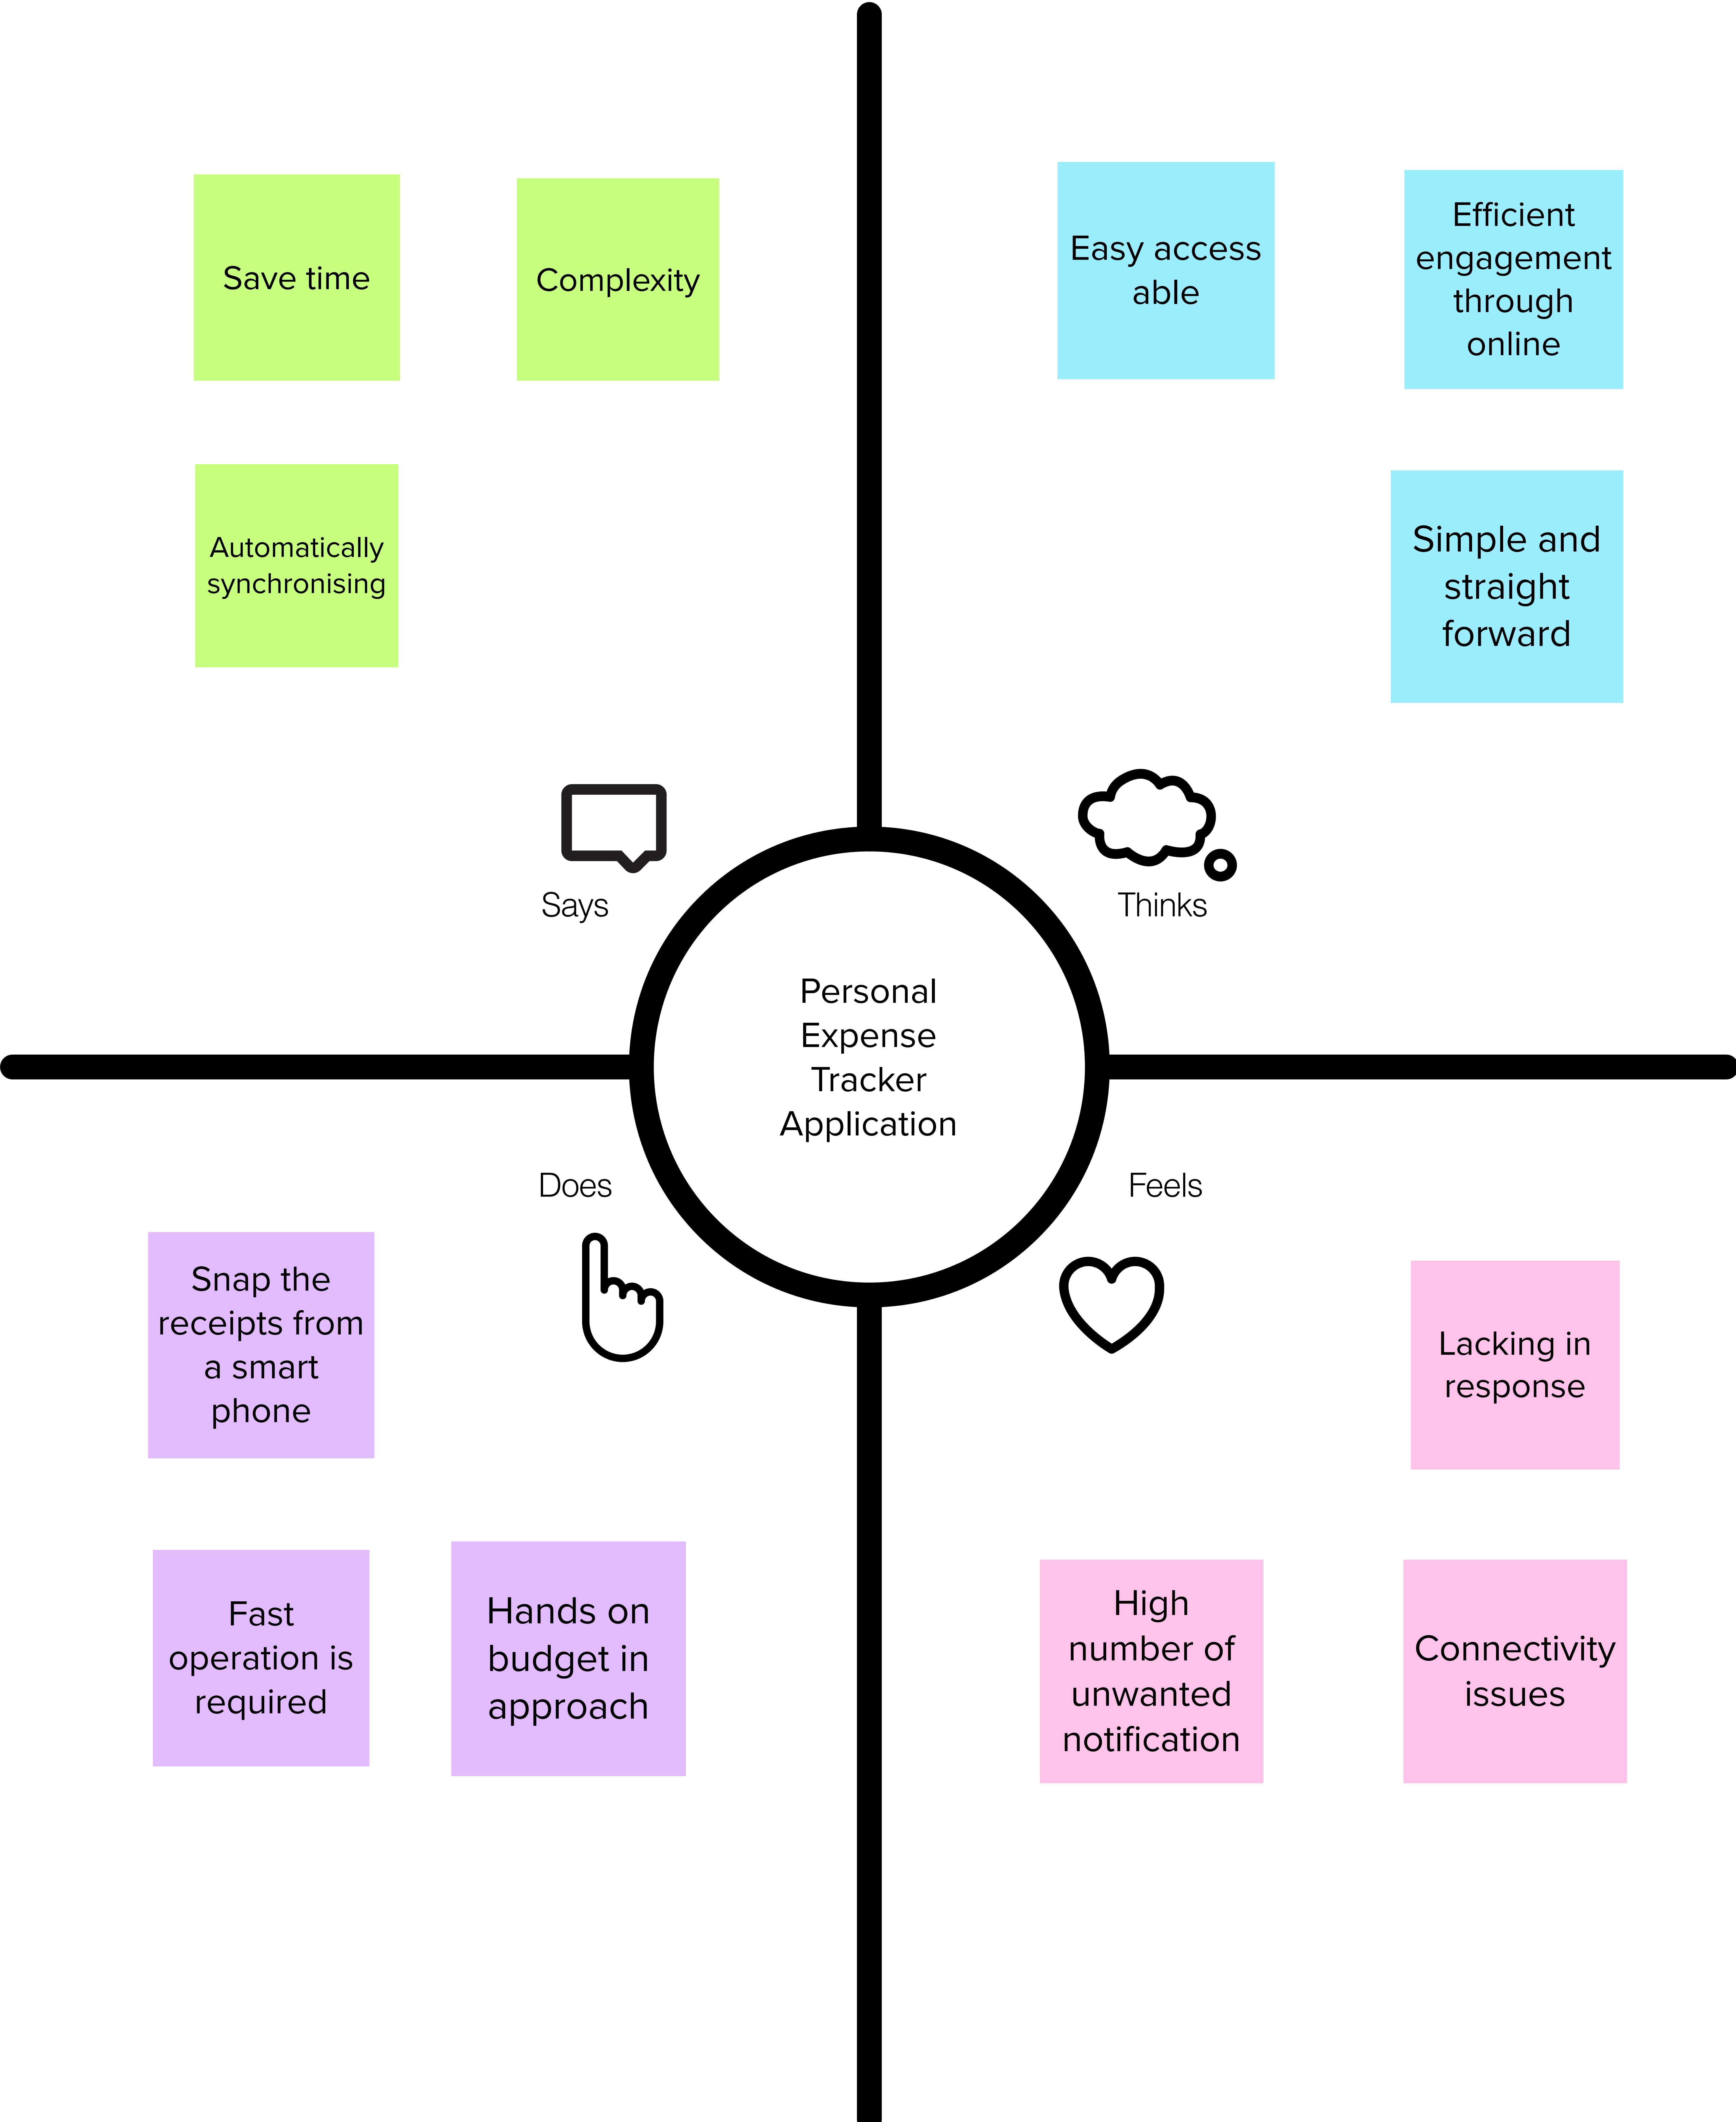 Save time
Complexity
Automatically
synchronising
Easy access
able
Efficient
engagement
through
online
Simple and
straight
forward
Says
Thinks
Personal
Expense
Tracker
Application
Does
Feels
Snap the
receipts from
a smart
phone
Fast
operation is
required
Hands on
budget in
approach
Lacking in
response
High
number of
unwanted
notification
Connectivity
issues